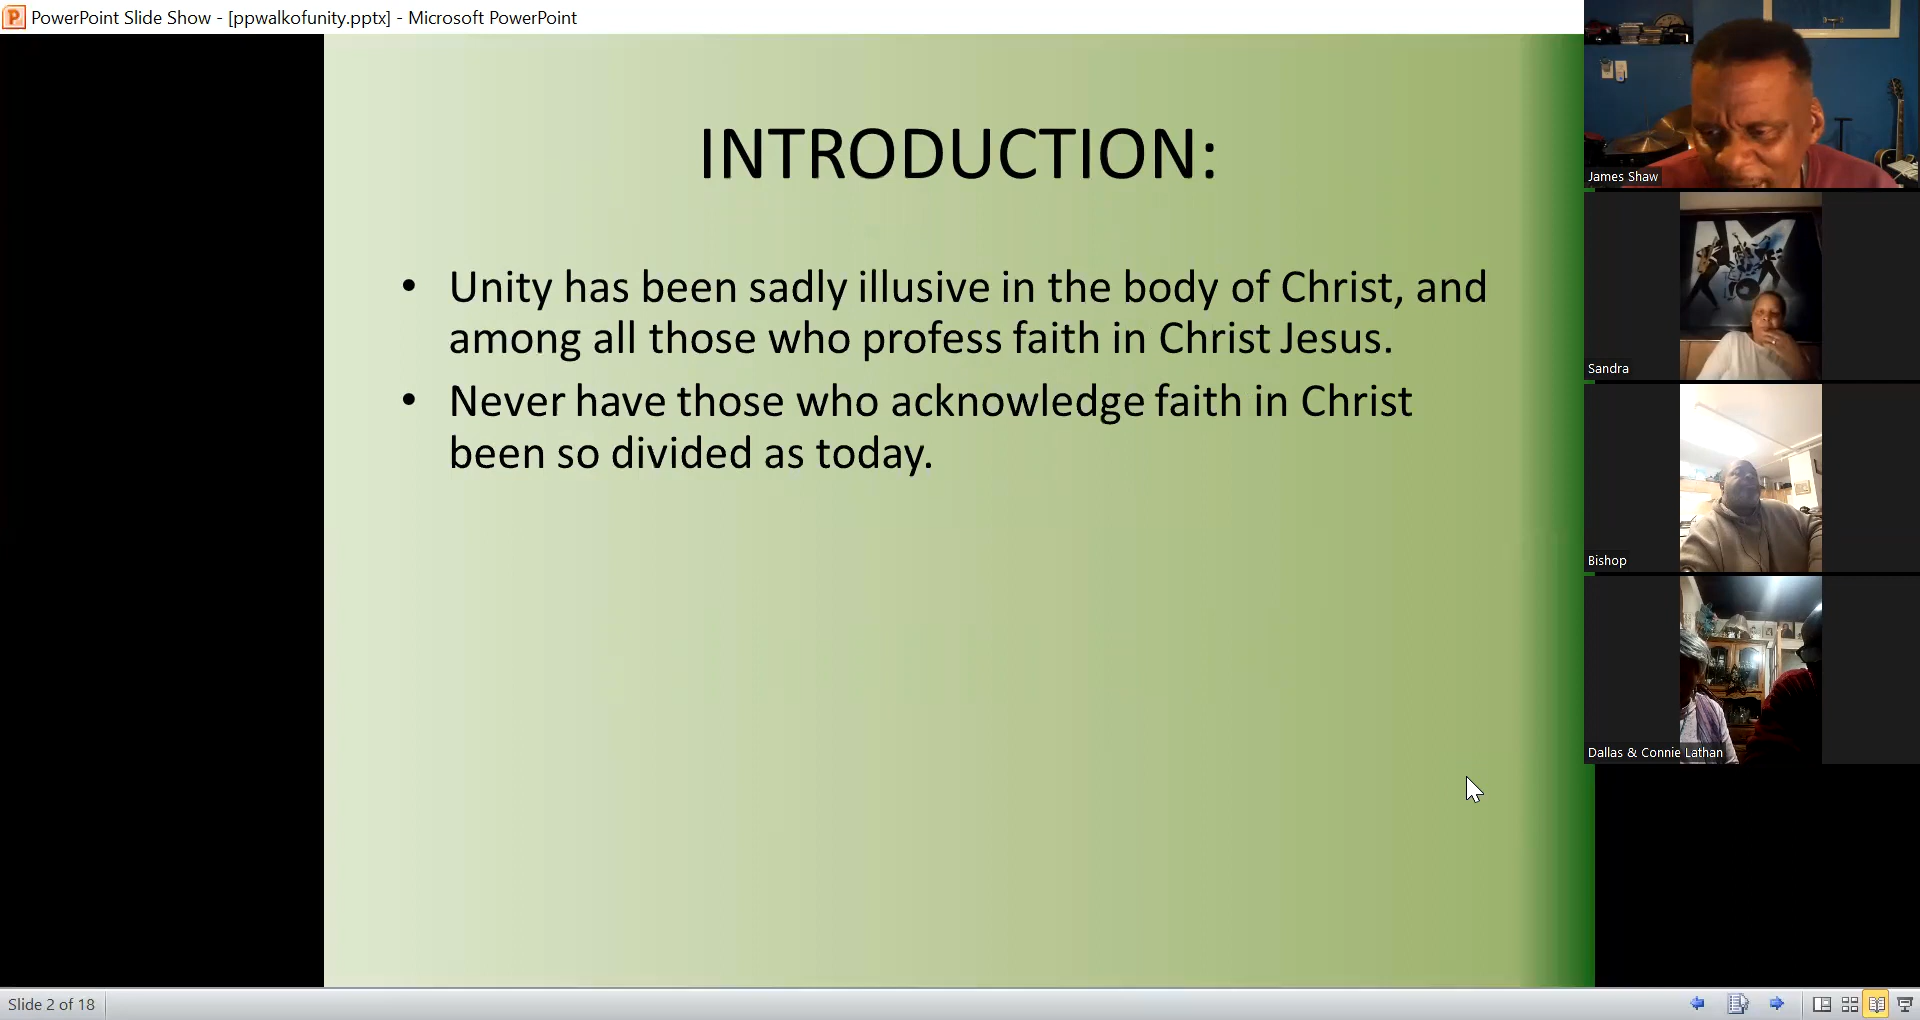 PowerPoint Slide Show - [ppwalkofunity.pptx] - Microsoft PowerPoint
INTRODUCTION:
• Unity has been sadly illusive in the body of Christ, and
among all those who profess faith in Christ Jesus.
• Never have those who acknowledge faith in Christ
been so divided as today.
James Shaw
Sandra
Bishop
Dallas & Connie Lathan
Slide 2 of 18